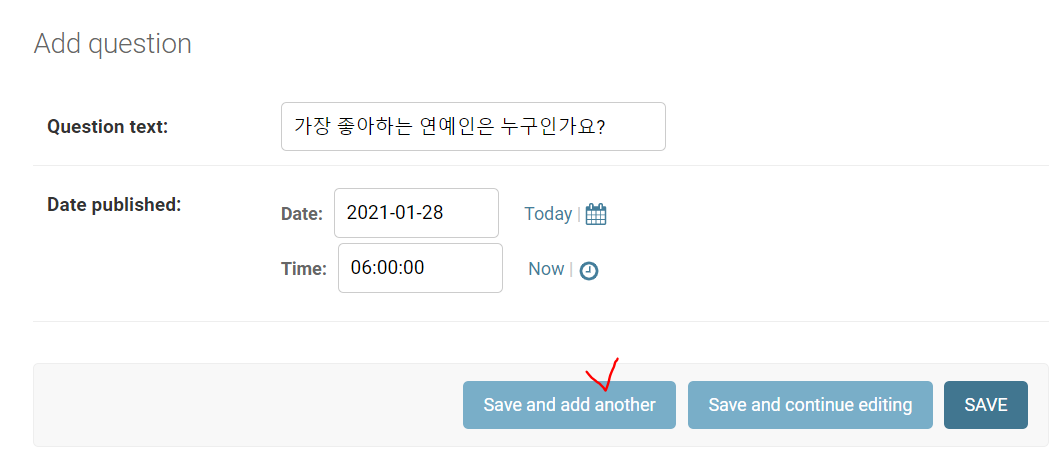 Add question
Question text: 가장 좋아하는 연예인은 누구인가요?
Date published: Date: 2021-01-28 Today |
Time: 06:00:00 Now |
Save and add another Save and continue editing SAVE